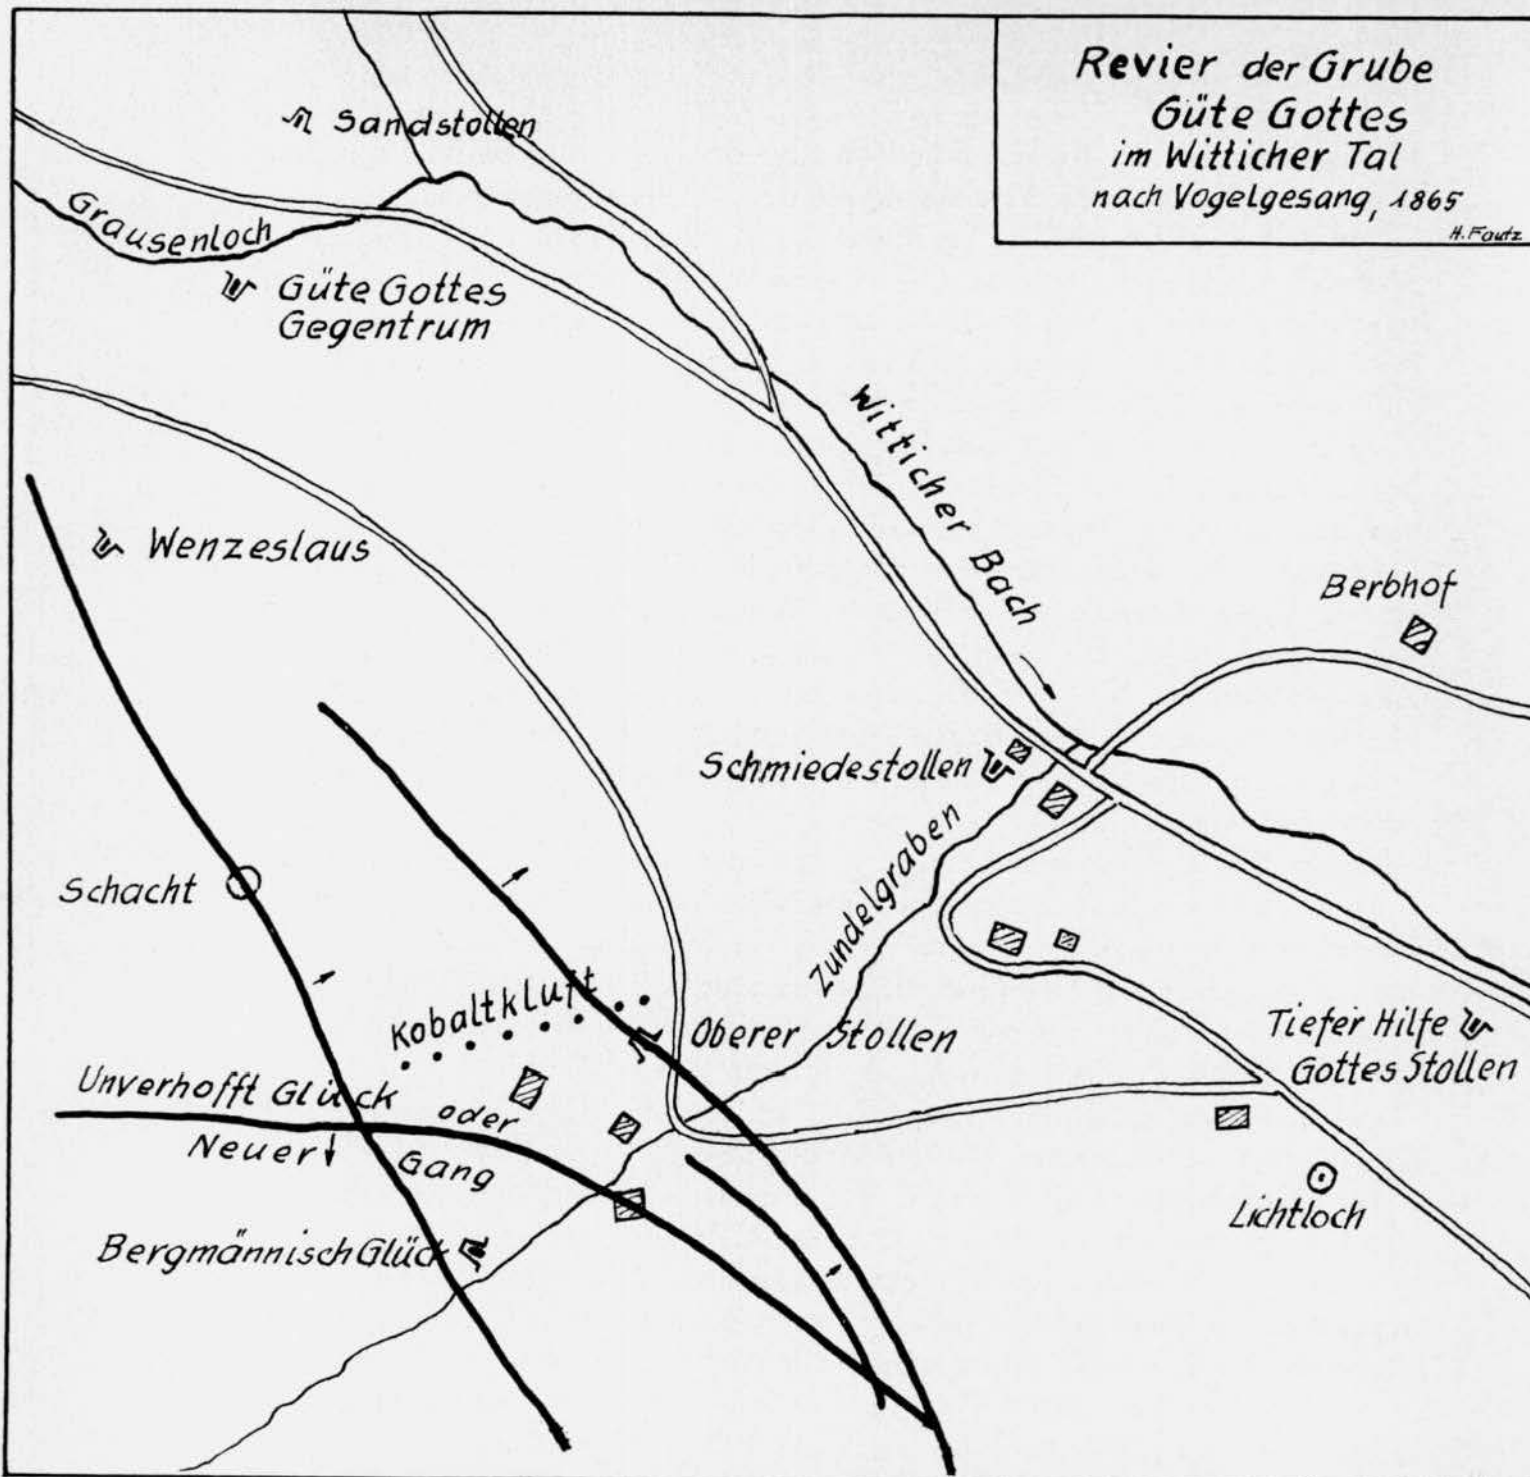 Revier der Grube
Güte Gottes
im Witticher Tal
nach Vogelgesang, 1865
H. Fautz
Sandstollen
Grausenloch
Güte Gottes
Gegentrum
Witticher Bach
Wenzeslaus
Berbhof
Schmiedestollen
Zundelgraben
Schacht
Kobaltkluft
Oberer Stollen
Tiefer Hilfe
Gottes Stollen
Unverhofft Glück oder
Neuer Gang
Lichtloch
Bergmännisch Glück